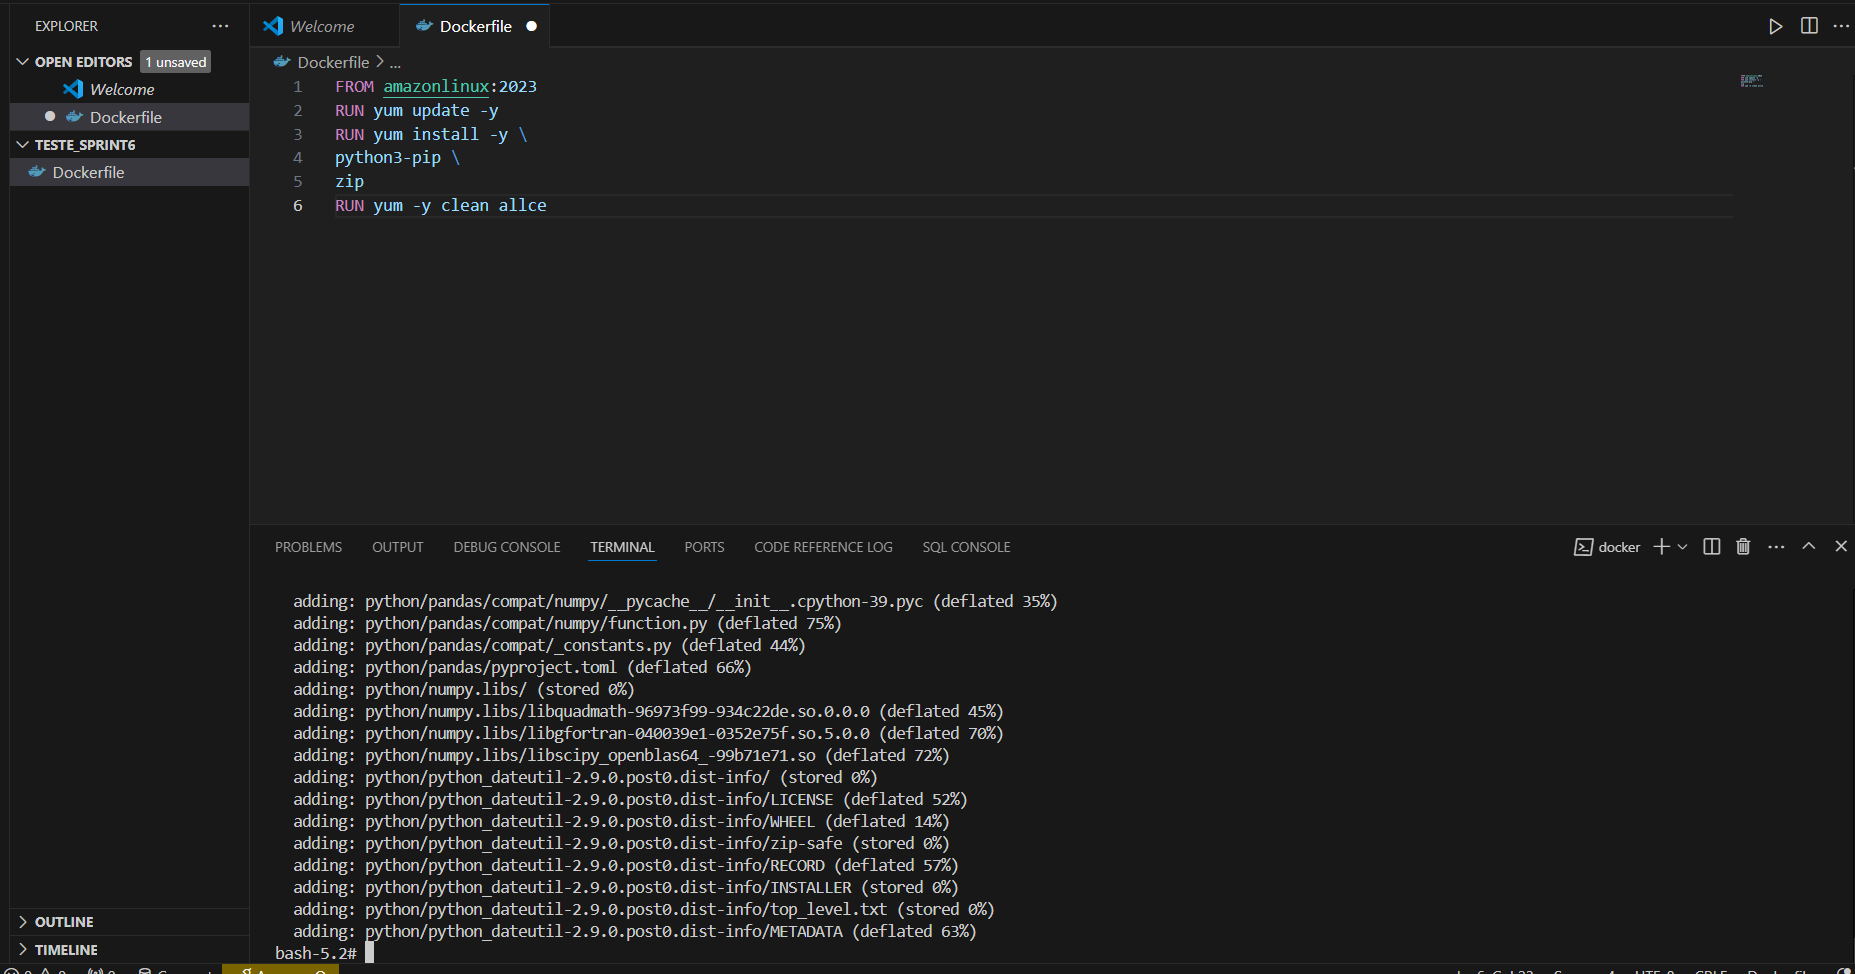 EXPLORER
OPEN EDITORS 1 unsaved
Welcome
Dockerfile
TESTE_SPRINT6
Dockerfile
OUTLINE
TIMELINE
Welcome
Dockerfile
Dockerfile > ...
1 FROM amazonlinux:2023
2 RUN yum update -y
3 RUN yum install -y \
4 python3-pip \
5 zip
6 RUN yum -y clean allce
PROBLEMS OUTPUT DEBUG CONSOLE TERMINAL PORTS CODE REFERENCE LOG SQL CONSOLE
docker
adding: python/pandas/compat/numpy/__pycache__/__init__.cpython-39.pyc (deflated 35%)
adding: python/pandas/compat/numpy/function.py (deflated 75%)
adding: python/pandas/compat/_constants.py (deflated 44%)
adding: python/pandas/pyproject.toml (deflated 66%)
adding: python/numpy.libs/ (stored 0%)
adding: python/numpy.libs/libquadmath-96973f99-934c22de.so.0.0.0 (deflated 45%)
adding: python/numpy.libs/libgfortran-040039e1-0352e75f.so.5.0.0 (deflated 70%)
adding: python/numpy.libs/libscipy_openblas64_-99b71e71.so (deflated 72%)
adding: python/python_dateutil-2.9.0.post0.dist-info/ (stored 0%)
adding: python/python_dateutil-2.9.0.post0.dist-info/LICENSE (deflated 52%)
adding: python/python_dateutil-2.9.0.post0.dist-info/WHEEL (deflated 14%)
adding: python/python_dateutil-2.9.0.post0.dist-info/zip-safe (stored 0%)
adding: python/python_dateutil-2.9.0.post0.dist-info/RECORD (deflated 57%)
adding: python/python_dateutil-2.9.0.post0.dist-info/INSTALLER (stored 0%)
adding: python/python_dateutil-2.9.0.post0.dist-info/top_level.txt (stored 0%)
adding: python/python_dateutil-2.9.0.post0.dist-info/METADATA (deflated 63%)
bash-5.2#